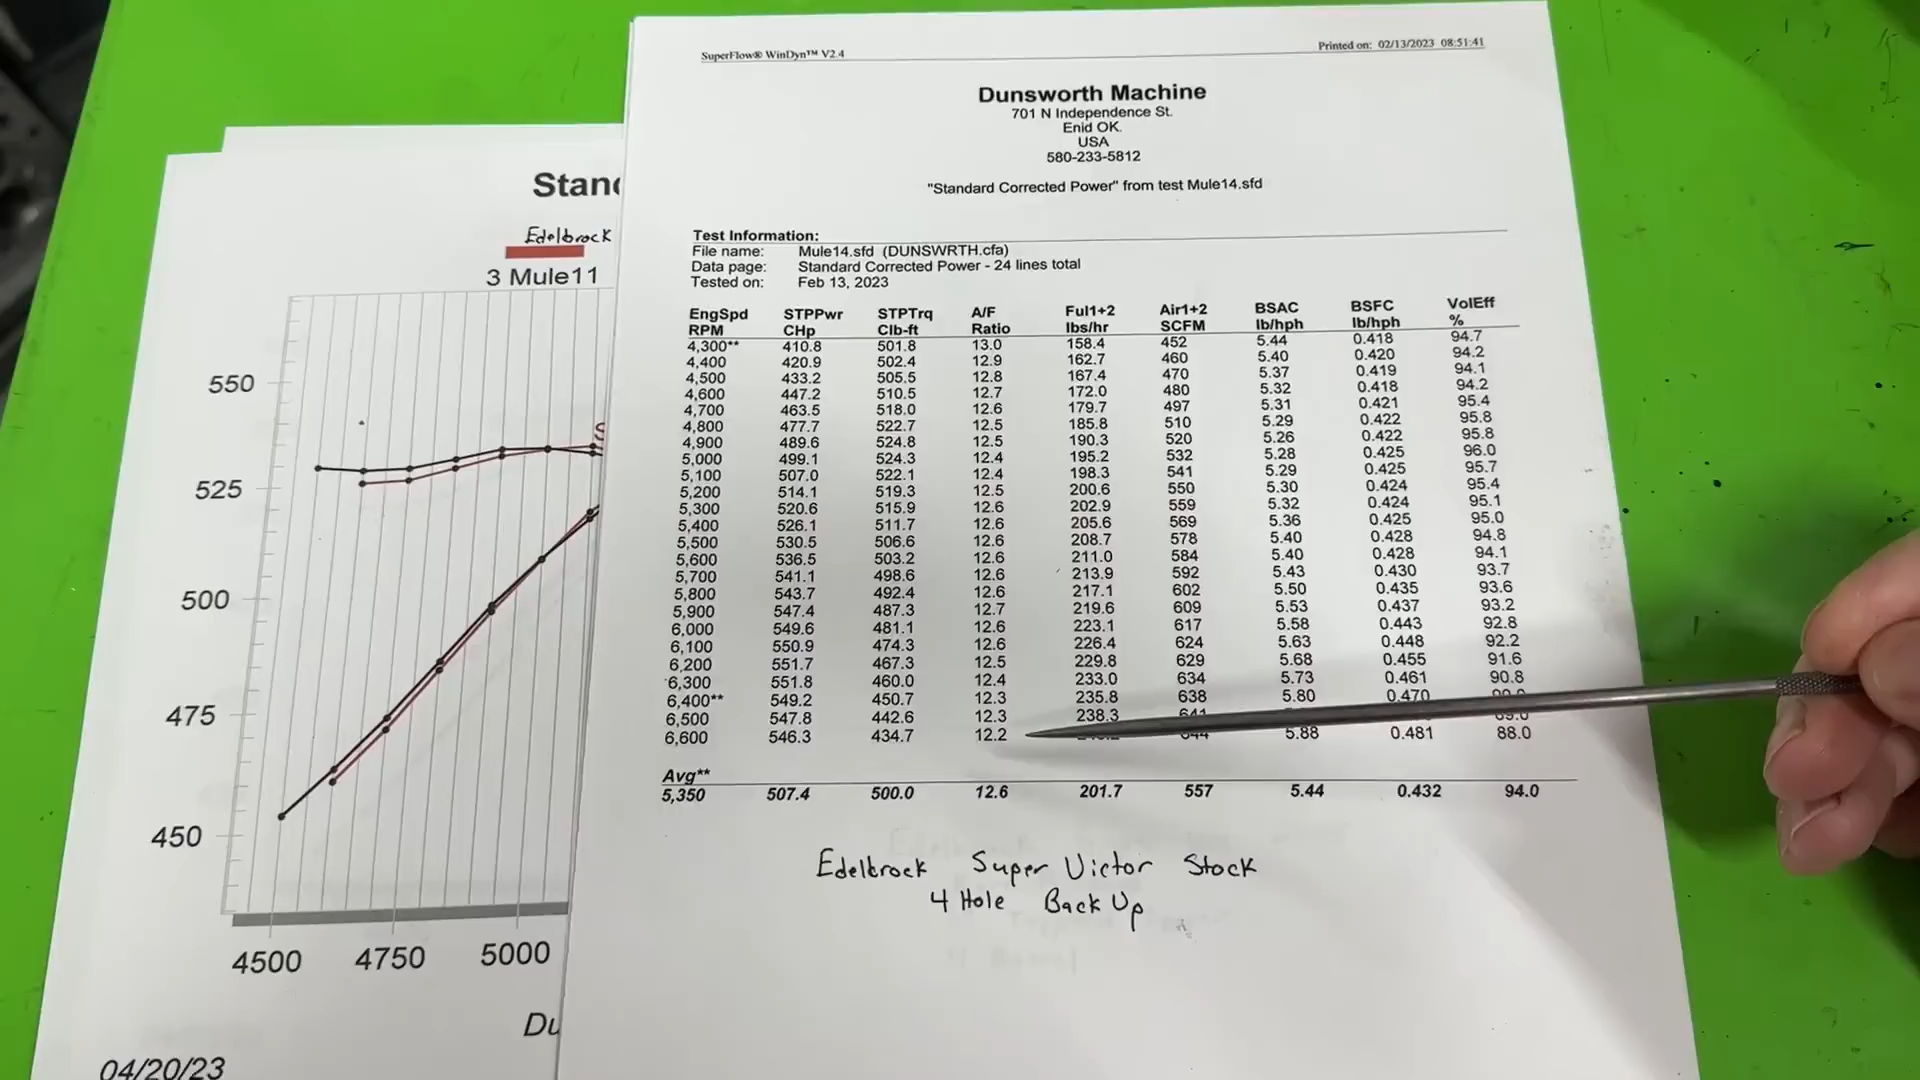 SuperFlow® WinDyn™ V2.4
Printed on: 02/13/2023 08:51:41
Dunsworth Machine
701 N Independence St.
Enid OK.
USA
580-233-5812
"Standard Corrected Power" from test Mule14.sfd
Test Information:
File name: Mule14.sfd (DUNSWRTH.cfa)
Data page: Standard Corrected Power - 24 lines total
Tested on: Feb 13, 2023
EngSpd STPPwr STPTrq A/F Ful1+2 Air1+2 BSAC BSFC VolEff
RPM CHp Clb-ft Ratio lbs/hr SCFM lb/hph lb/hph %
4,300** 410.8 501.8 13.0 158.4 452 5.44 0.418 94.7
4,400 420.9 502.4 12.9 162.7 460 5.40 0.420 94.2
4,500 433.2 505.5 12.8 167.4 470 5.37 0.419 94.1
4,600 447.2 510.5 12.7 172.0 480 5.32 0.418 94.2
4,700 463.5 518.0 12.6 179.7 497 5.31 0.421 95.4
4,800 477.7 522.7 12.5 185.8 510 5.29 0.422 95.8
4,900 489.6 524.8 12.5 190.3 520 5.26 0.422 95.8
5,000 499.1 524.3 12.4 195.2 532 5.28 0.425 96.0
5,100 507.0 522.1 12.4 198.3 541 5.29 0.425 95.7
5,200 514.1 519.3 12.5 200.6 550 5.30 0.424 95.4
5,300 520.6 515.9 12.6 202.9 559 5.32 0.424 95.1
5,400 526.1 511.7 12.6 205.6 569 5.36 0.425 95.0
5,500 530.5 506.6 12.6 208.7 578 5.40 0.428 94.8
5,600 536.5 503.2 12.6 211.0 584 5.40 0.428 94.1
5,700 541.1 498.6 12.6 213.9 592 5.43 0.430 93.7
5,800 543.7 492.4 12.6 217.1 602 5.50 0.435 93.6
5,900 547.4 487.3 12.7 219.6 609 5.53 0.437 93.2
6,000 549.6 481.1 12.6 223.1 617 5.58 0.443 92.8
6,100 550.9 474.3 12.6 226.4 624 5.63 0.448 92.2
6,200 551.7 467.3 12.5 229.8 629 5.68 0.455 91.6
6,300 551.8 460.0 12.4 233.0 634 5.73 0.461 90.8
6,400** 549.2 450.7 12.3 235.8 638 5.80 0.470
6,500 547.8 442.6 12.3 238.3
6,600 546.3 434.7 12.2 5.88 0.481 88.0
Avg**
5,350 507.4 500.0 12.6 201.7 557 5.44 0.432 94.0
Edelbrock Super Victor Stock
4 Hole Back Up
Edelbrock
3 Mule11
550
525
500
475
450
4500 4750 5000
04/20/23